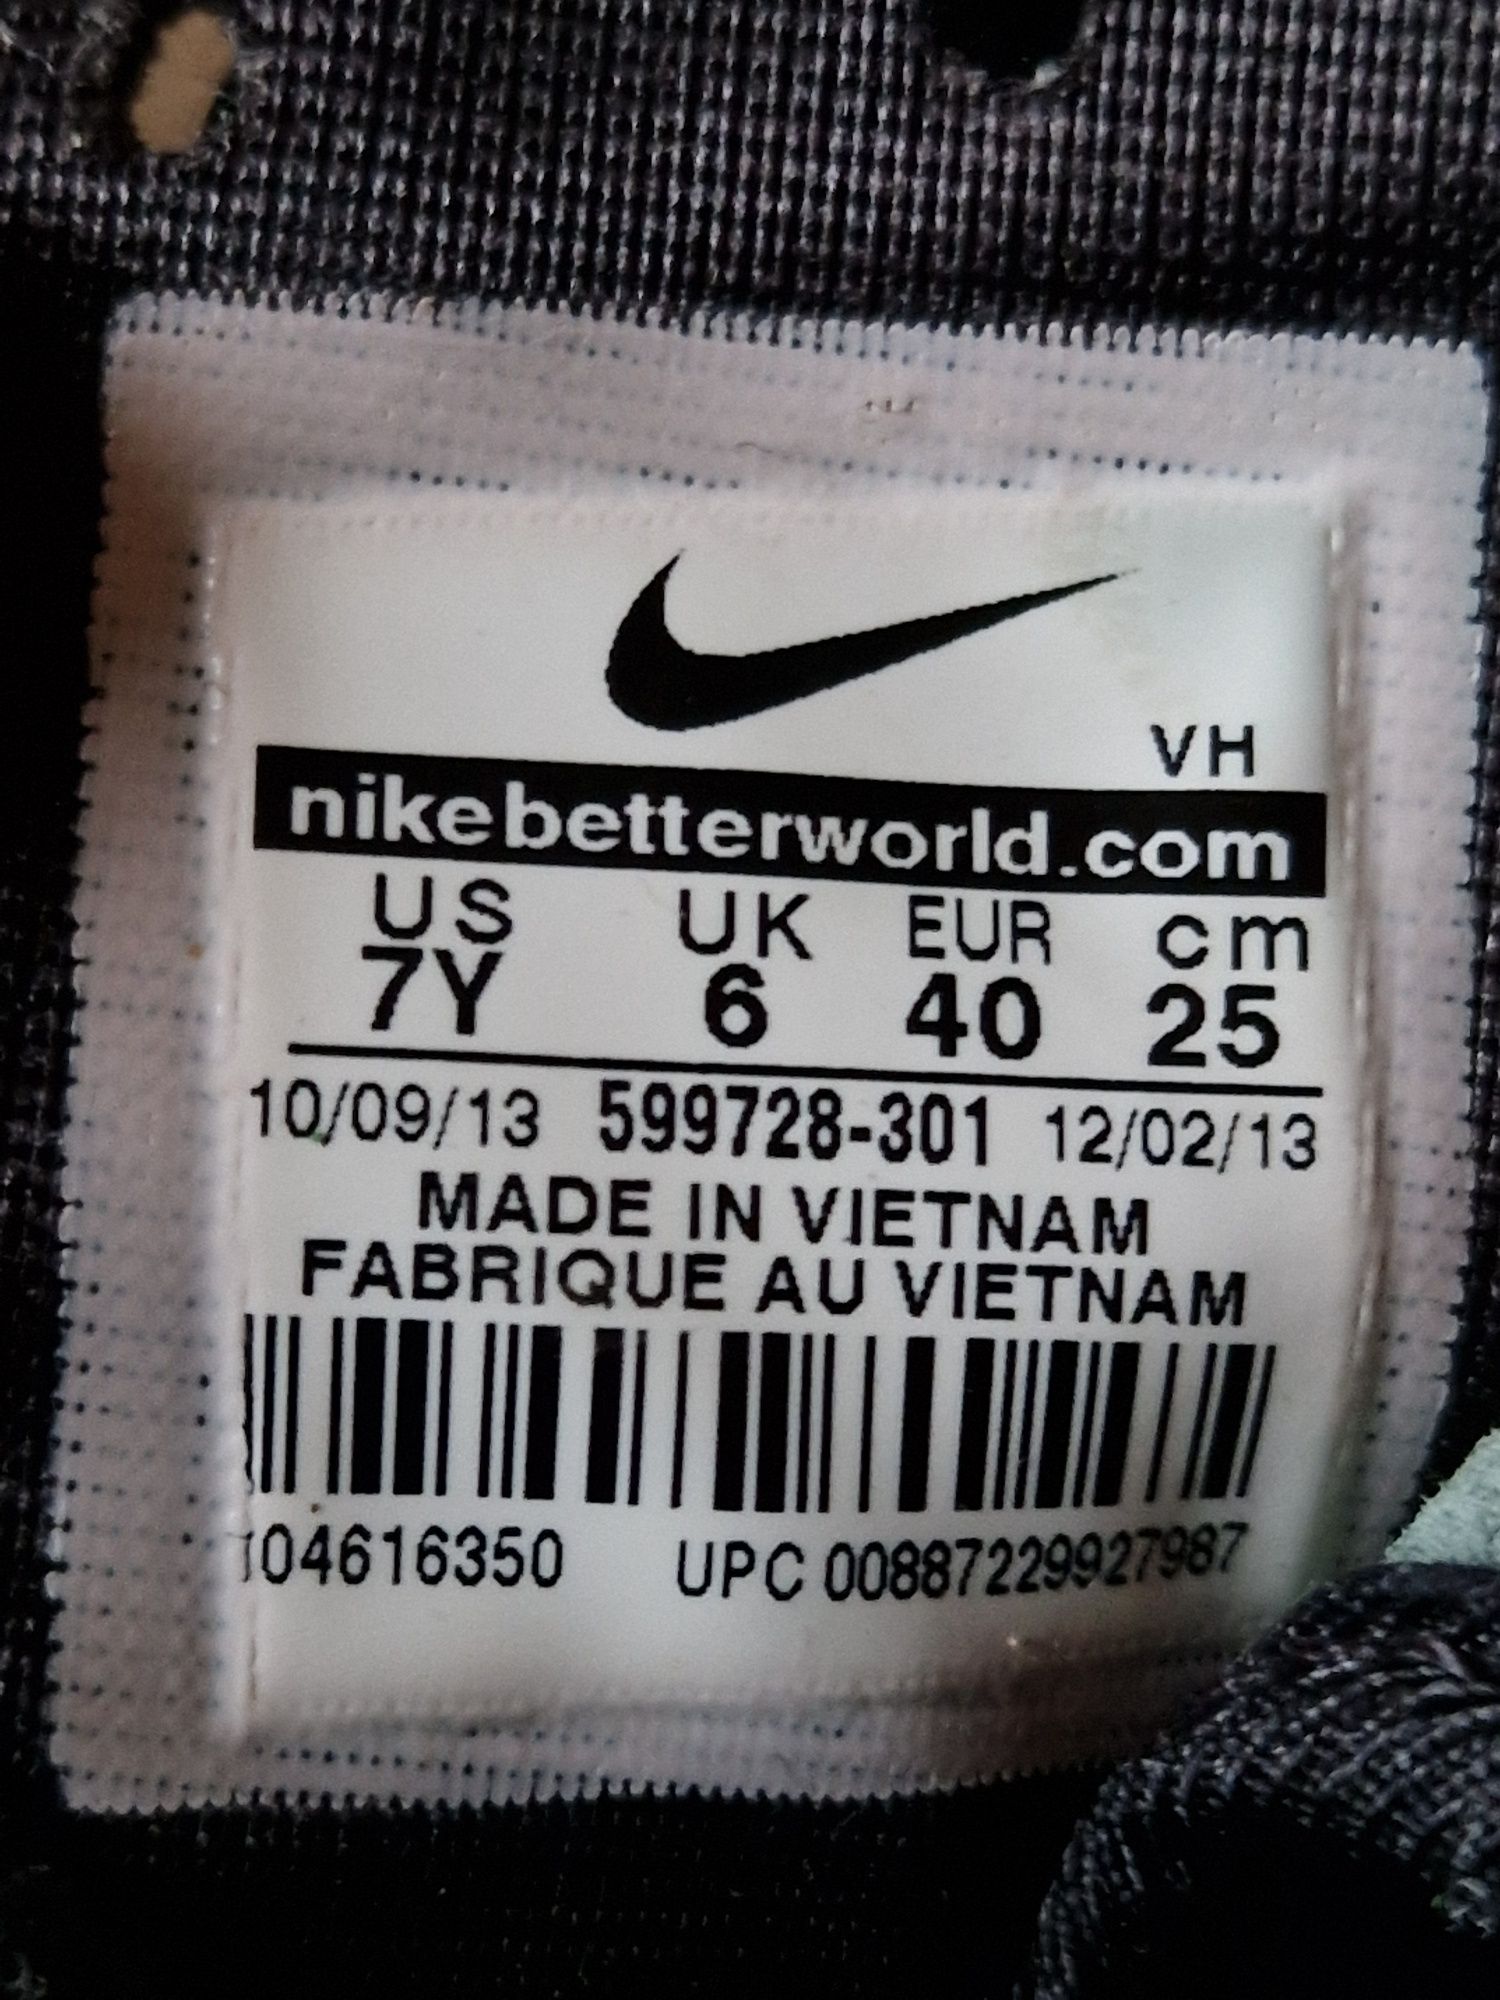 VH
nikebetterworld.com
US UK EUR cm
7Y 6 40 25
10/09/13 599728-301 12/02/13
MADE IN VIETNAM
FABRIQUE AU VIETNAM
104616350 UPC 00887229927987